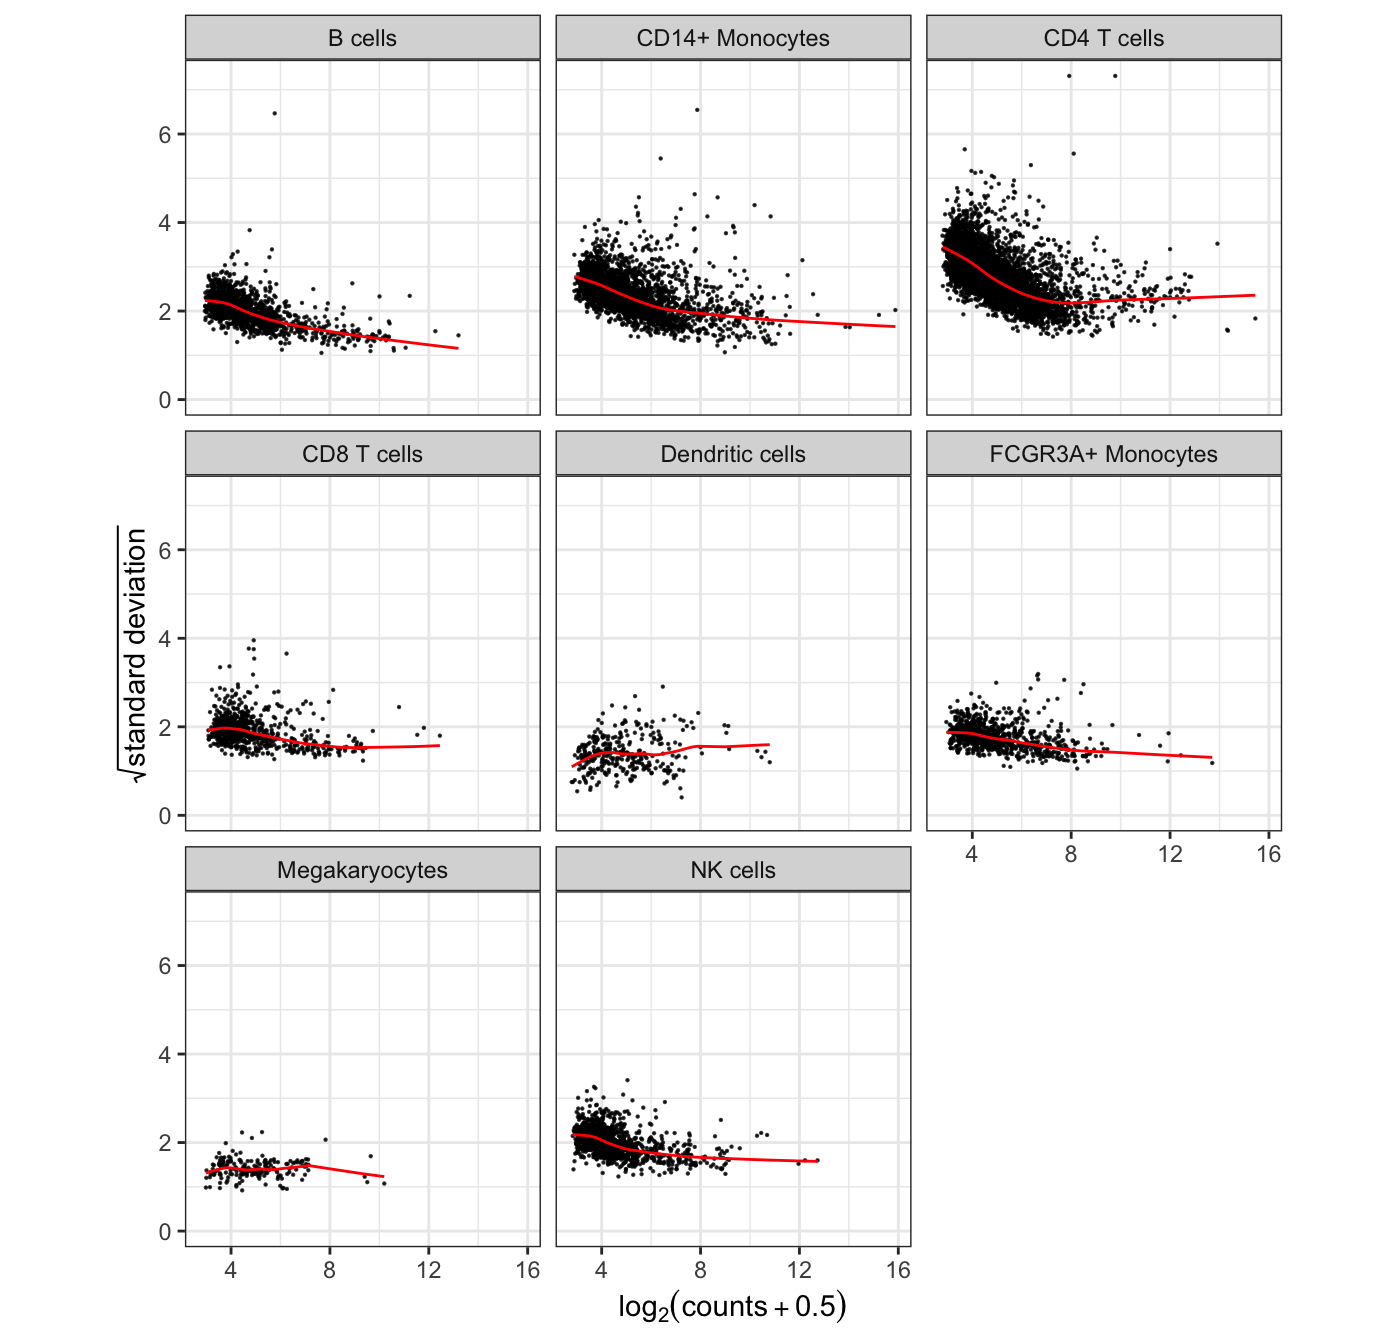 B cells
CD14+ Monocytes
CD4 T cells
6
4
2
0
CD8 T cells
Dendritic cells
FCGR3A+ Monocytes
6
4
2
0
4 8 12 16
Megakaryocytes
NK cells
6
4
2
0
4 8 12 16
4 8 12 16
√standard deviation
log₂(counts + 0.5)